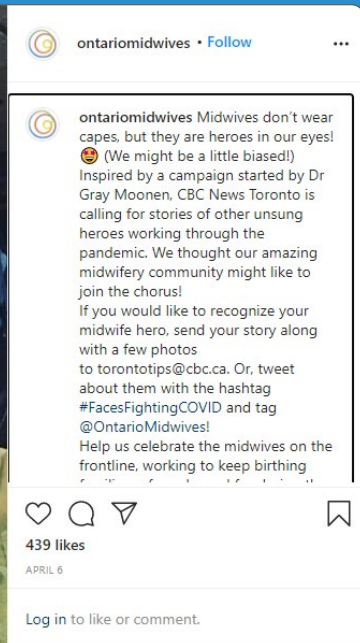 ontariomidwives • Follow
ontariomidwives Midwives don't wear
capes, but they are heroes in our eyes!
🤩 (We might be a little biased!)
Inspired by a campaign started by Dr
Gray Moonen, CBC News Toronto is
calling for stories of other unsung
heroes working through the
pandemic. We thought our amazing
midwifery community might like to
join the chorus!
If you would like to recognize your
midwife hero, send your story along
with a few photos
to torontotips@cbc.ca. Or, tweet
about them with the hashtag
#FacesFightingCOVID and tag
@OntarioMidwives!
Help us celebrate the midwives on the
frontline, working to keep birthing
439 likes
APRIL 6
Log in to like or comment.